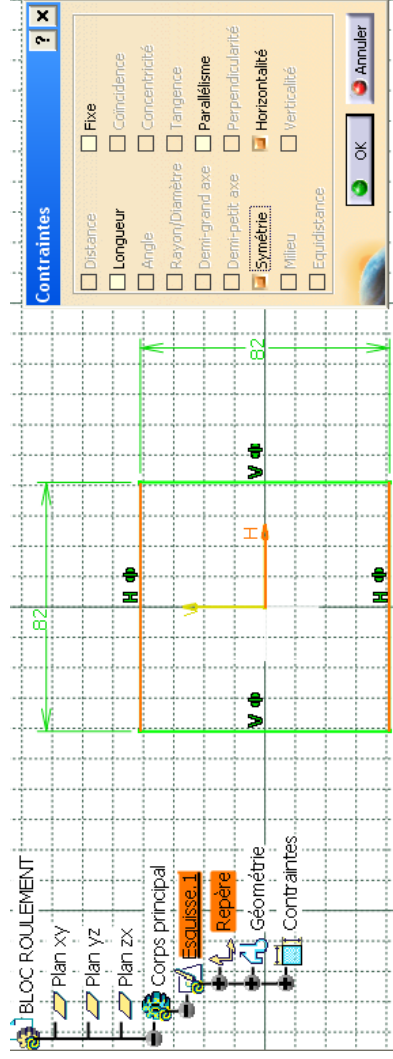 BLOC ROULEMENT
Plan xy
Plan yz
Plan zx
Corps principal
Esquisse.1
Repère
Géométrie
Contraintes
82
H
V
V
H
V
82
H
Contraintes
?
Distance
Fixe
Longueur
Coïncidence
Angle
Concentricité
Rayon/Diamètre
Tangence
Demi-grand axe
Parallélisme
Demi-petit axe
Perpendicularité
Symétrie
Horizontalité
Milieu
Verticalité
Equidistance
OK
Annuler